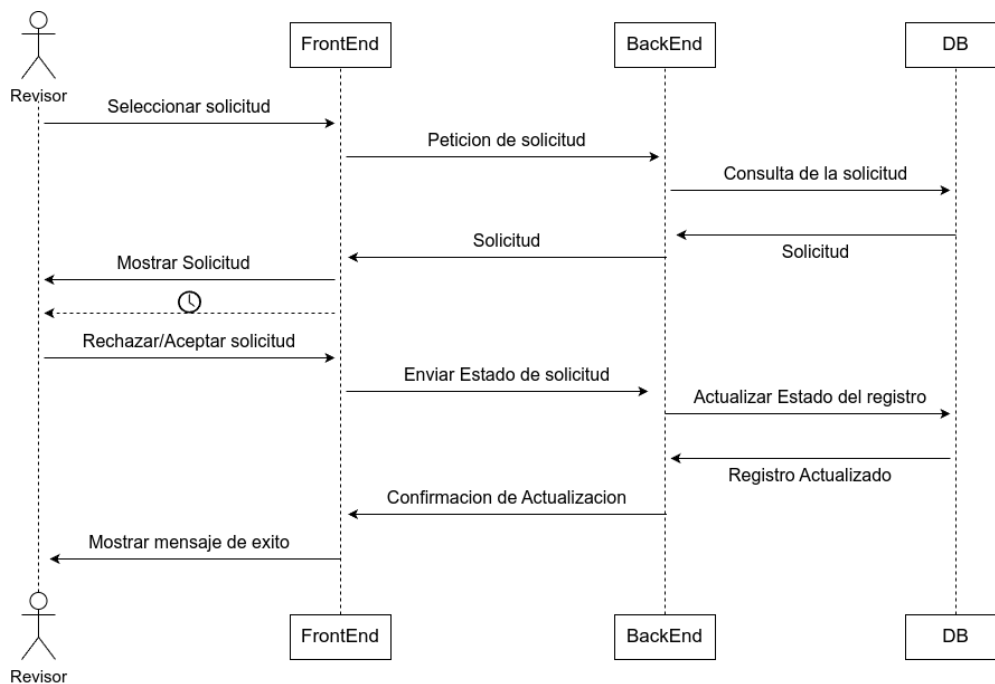 FrontEnd
BackEnd
DB
Revisor
Seleccionar solicitud
Peticion de solicitud
Consulta de la solicitud
Solicitud
Solicitud
Mostrar Solicitud
Rechazar/Aceptar solicitud
Enviar Estado de solicitud
Actualizar Estado del registro
Registro Actualizado
Confirmacion de Actualizacion
Mostrar mensaje de exito
FrontEnd
BackEnd
DB
Revisor